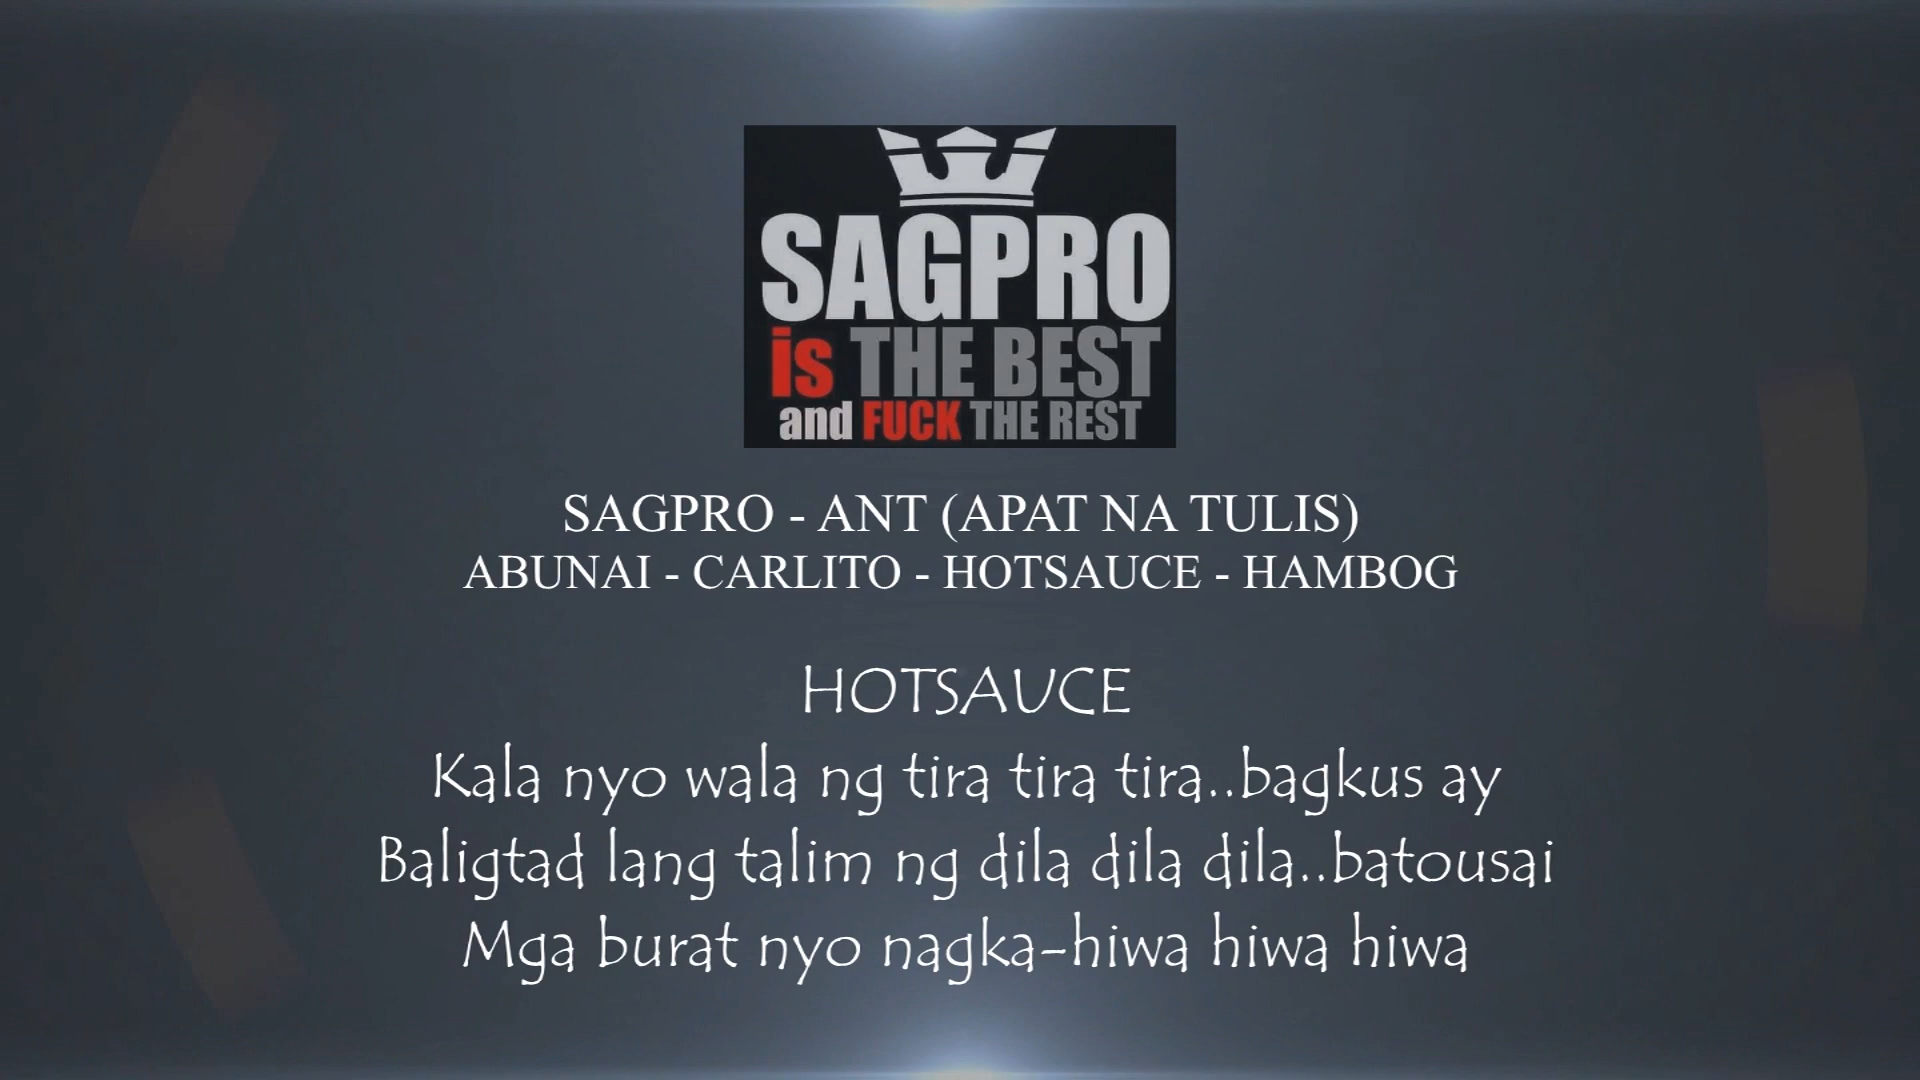 SAGPRO
is THE BEST
and FUCK THE REST
SAGPRO - ANT (APAT NA TULIS)
ABUNAI - CARLITO - HOTSAUCE - HAMBOG
HOTSAUCE
Kala nyo wala ng tira tira tira..bagkus ay
Baligtad lang talim ng dila dila dila..batousai
Mga burat nyo nagka-hiwa hiwa hiwa